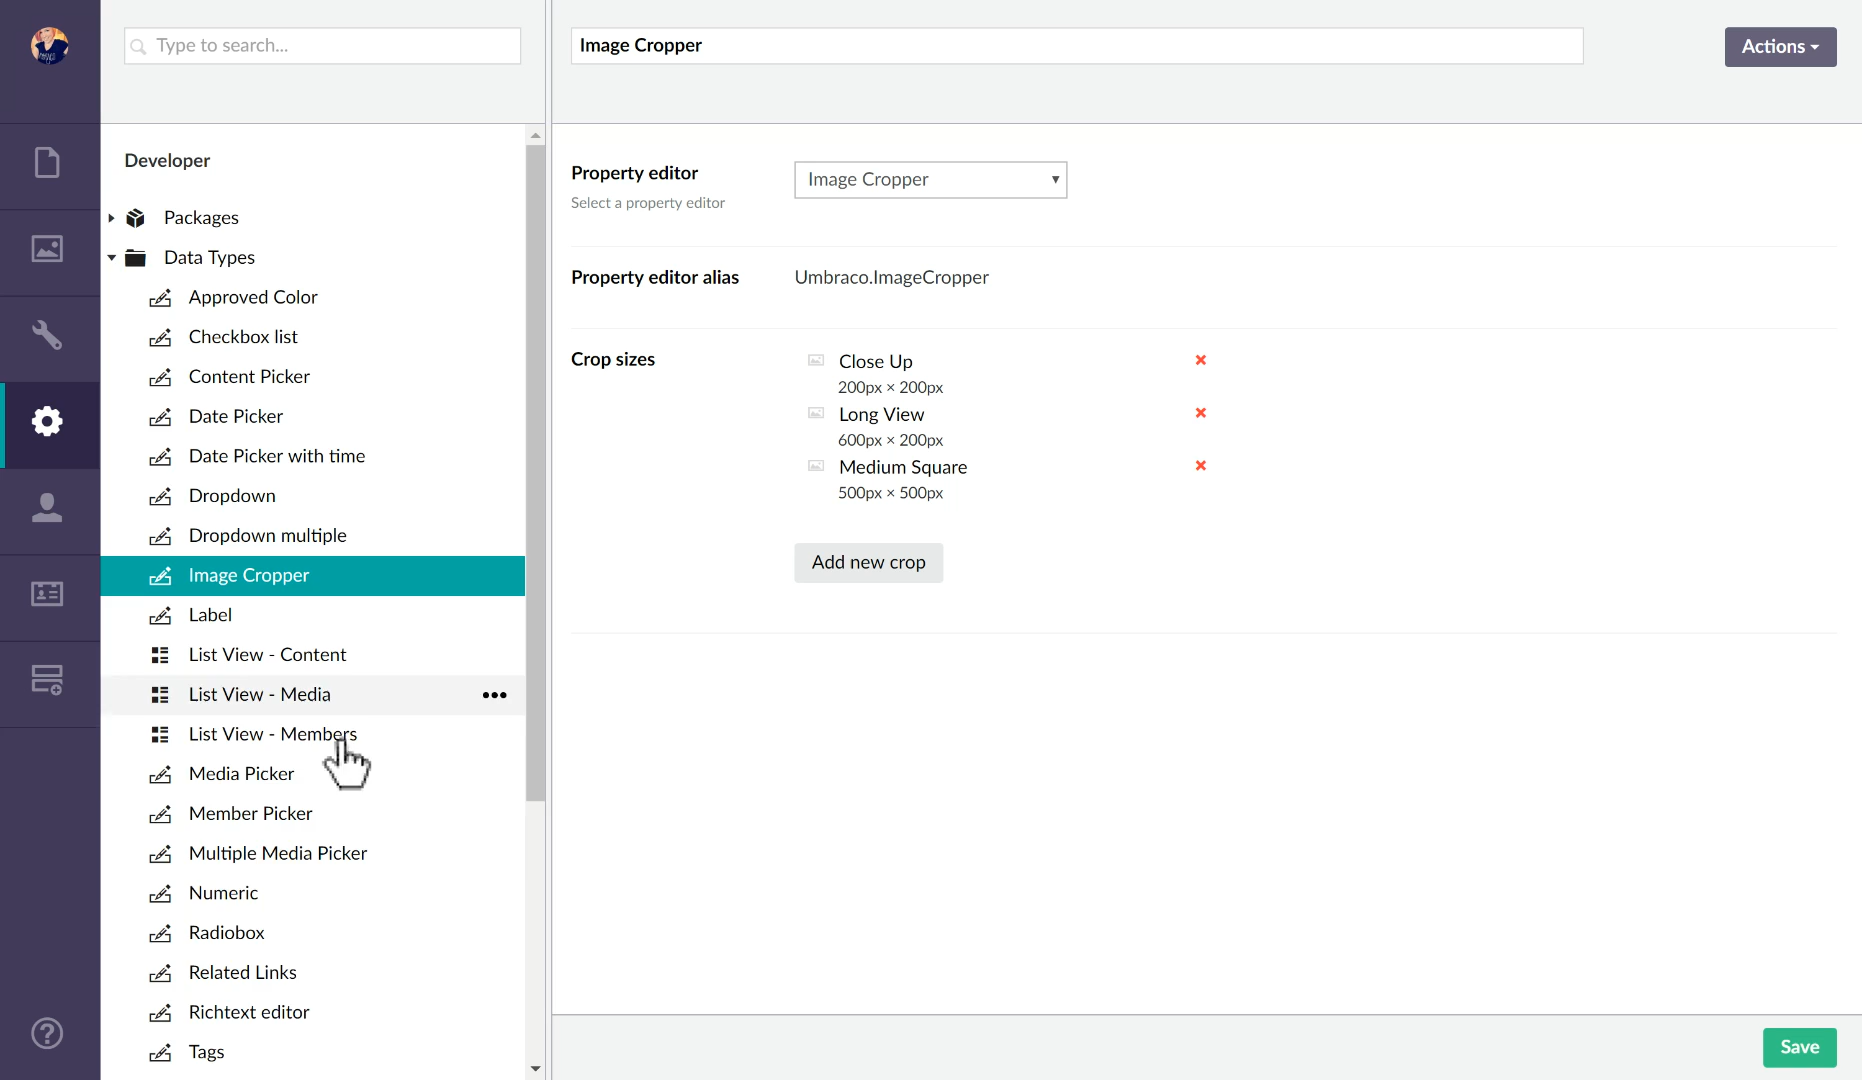 Type to search...
Developer
Packages
Data Types
Approved Color
Checkbox list
Content Picker
Date Picker
Date Picker with time
Dropdown
Dropdown multiple
Image Cropper
Label
List View - Content
List View - Media
List View - Members
Media Picker
Member Picker
Multiple Media Picker
Numeric
Radiobox
Related Links
Richtext editor
Tags
Image Cropper
Actions
Property editor
Select a property editor
Image Cropper
Property editor alias
Umbraco.ImageCropper
Crop sizes
Close Up
200px × 200px
Long View
600px × 200px
Medium Square
500px × 500px
Add new crop
Save